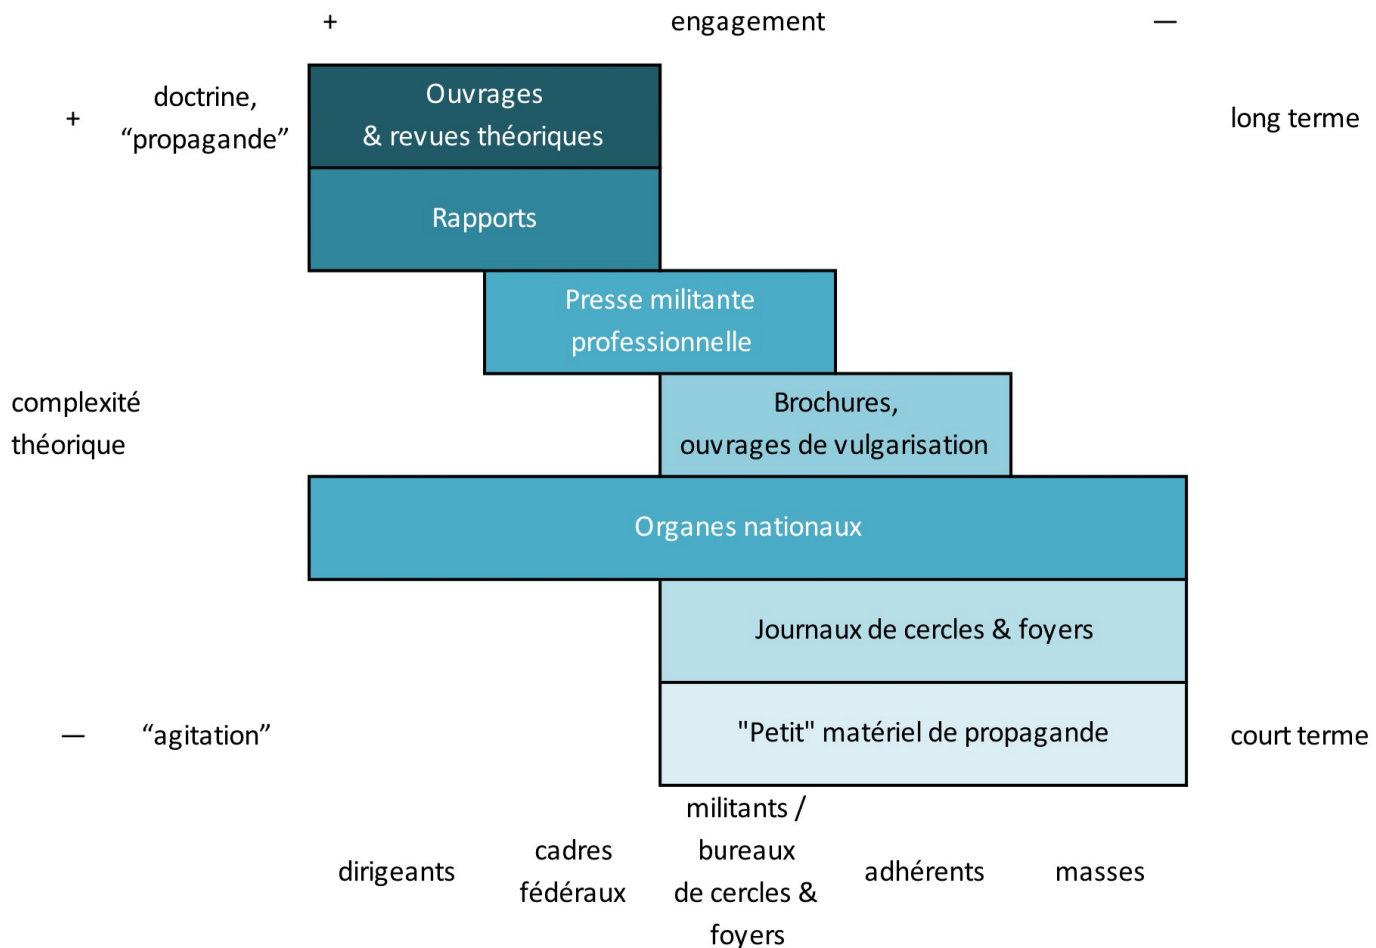 + engagement —
doctrine,
+
“propagande”
Ouvrages
& revues théoriques
long terme
Rapports
Presse militante
professionnelle
complexité
théorique
Brochures,
ouvrages de vulgarisation
Organes nationaux
Journaux de cercles & foyers
— “agitation”
"Petit" matériel de propagande
court terme
dirigeants
cadres
fédéraux
militants /
bureaux
de cercles &
foyers
adhérents
masses